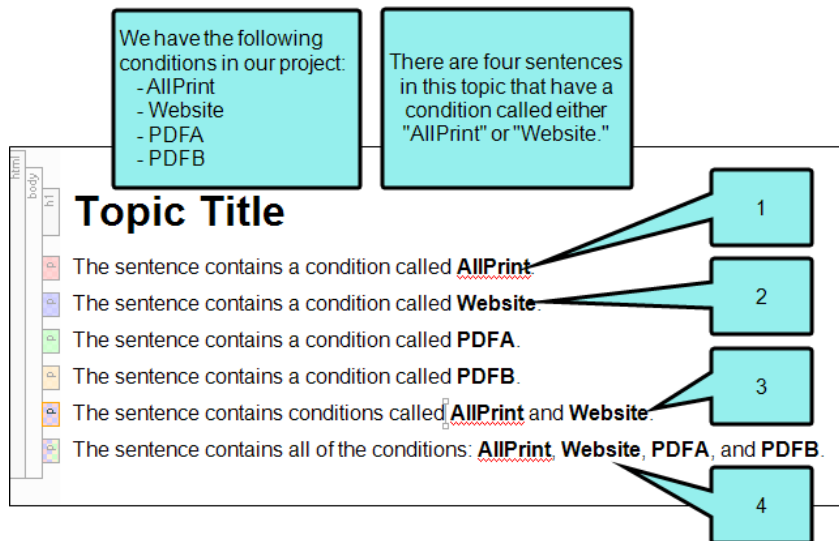 We have the following
conditions in our project:
- AllPrint
- Website
- PDFA
- PDFB
There are four sentences
in this topic that have a
condition called either
"AllPrint" or "Website."
html
body
h1
Topic Title
1
p
The sentence contains a condition called AllPrint.
p
The sentence contains a condition called Website.
2
p
The sentence contains a condition called PDFA.
p
The sentence contains a condition called PDFB.
3
p
The sentence contains conditions called AllPrint and Website.
p
The sentence contains all of the conditions: AllPrint, Website, PDFA, and PDFB.
4